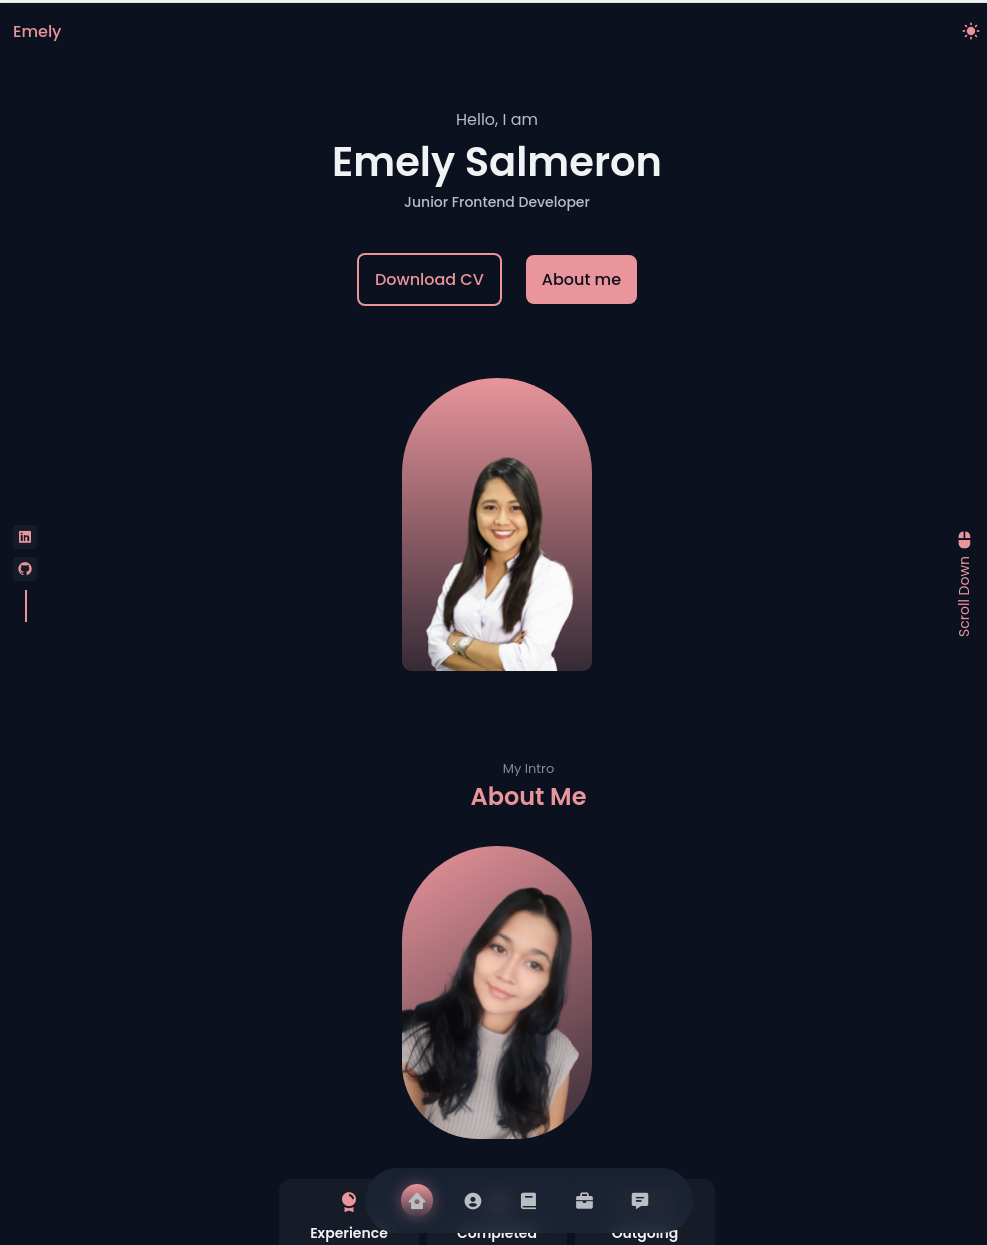 Emely
Hello, I am
Emely Salmeron
Junior Frontend Developer
Download CV
About me
Scroll Down
My Intro
About Me
Experience
Completed
Outgoing